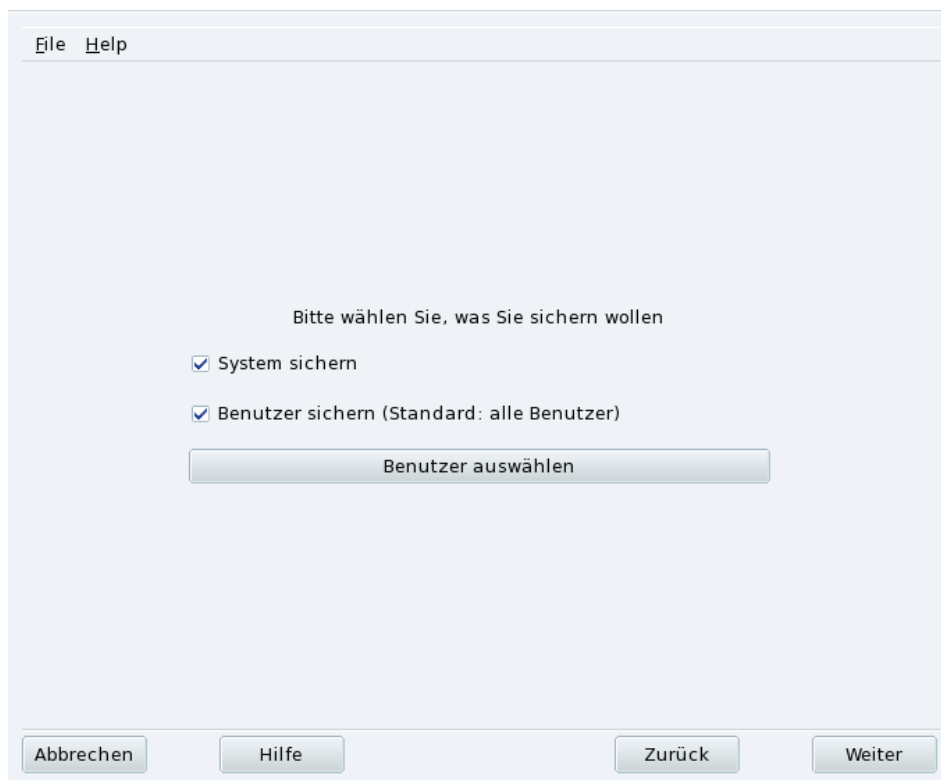 File Help
Bitte wählen Sie, was Sie sichern wollen
System sichern
Benutzer sichern (Standard: alle Benutzer)
Benutzer auswählen
Abbrechen Hilfe Zurück Weiter